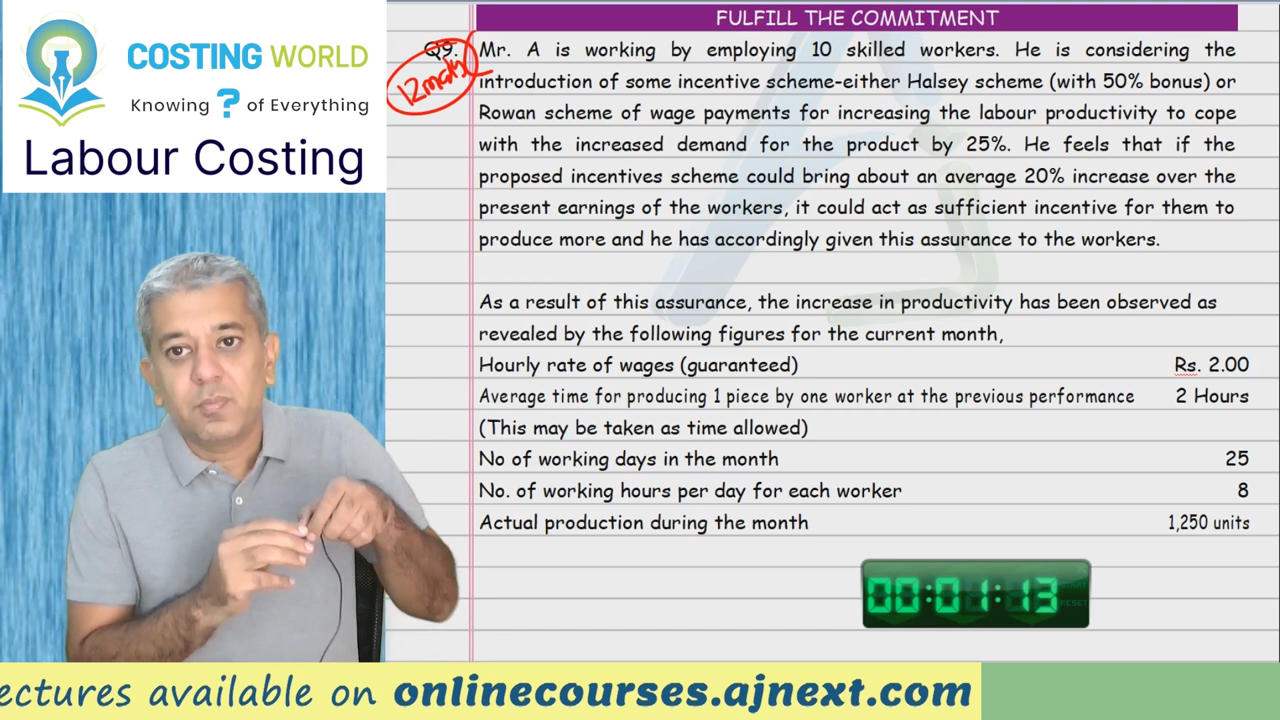 COSTING WORLD
Knowing ? of Everything
Labour Costing
FULFILL THE COMMITMENT
Q9. Mr. A is working by employing 10 skilled workers. He is considering the
12 marks
introduction of some incentive scheme-either Halsey scheme (with 50% bonus) or
Rowan scheme of wage payments for increasing the labour productivity to cope
with the increased demand for the product by 25%. He feels that if the
proposed incentives scheme could bring about an average 20% increase over the
present earnings of the workers, it could act as sufficient incentive for them to
produce more and he has accordingly given this assurance to the workers.
As a result of this assurance, the increase in productivity has been observed as
revealed by the following figures for the current month,
Hourly rate of wages (guaranteed) Rs. 2.00
Average time for producing 1 piece by one worker at the previous performance 2 Hours
(This may be taken as time allowed)
No of working days in the month 25
No. of working hours per day for each worker 8
Actual production during the month 1,250 units
00:01:13
ectures available on onlinecourses.ajnext.com